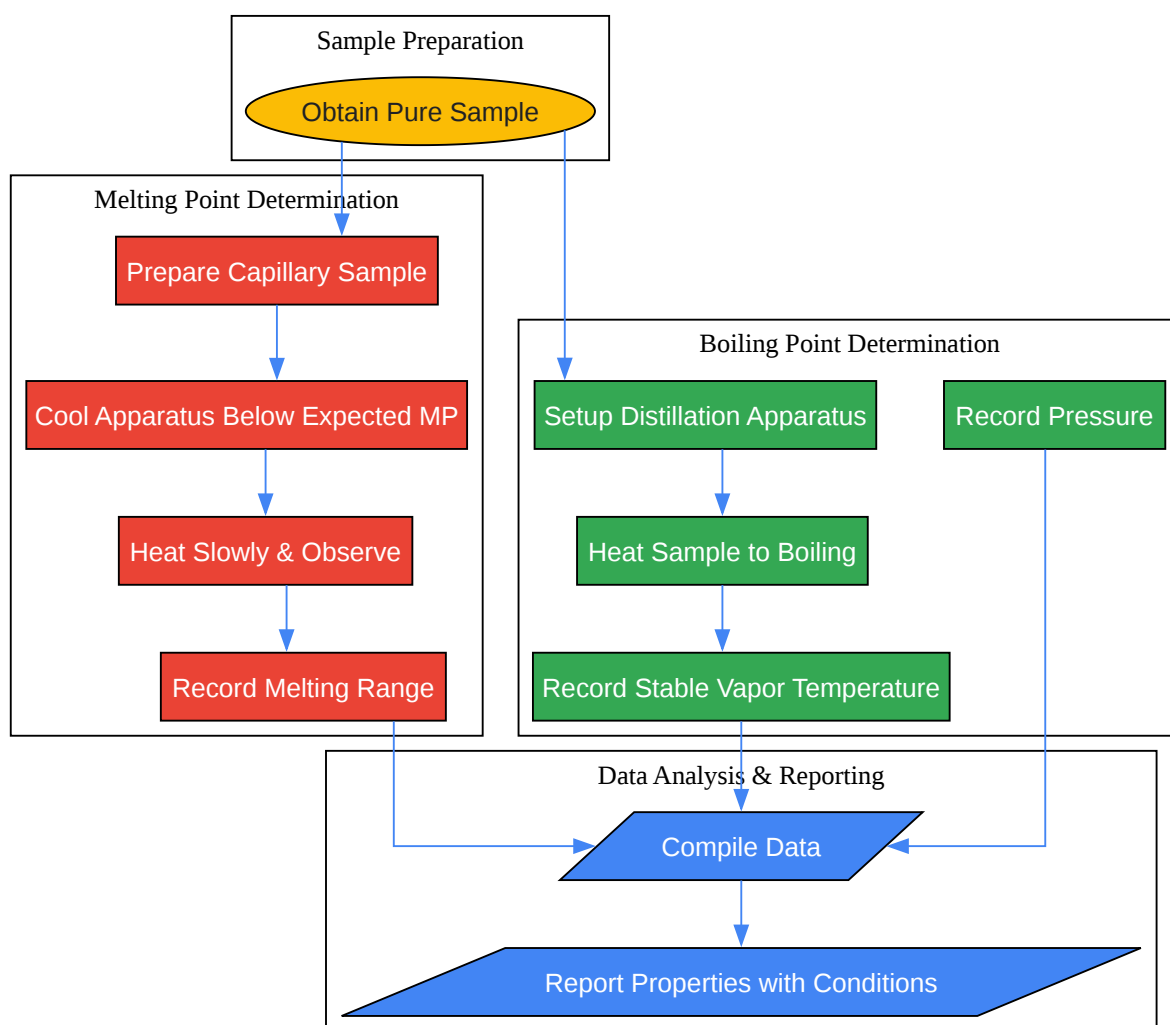 Sample Preparation
Obtain Pure Sample
Melting Point Determination
Prepare Capillary Sample
Cool Apparatus Below Expected MP
Heat Slowly & Observe
Record Melting Range
Boiling Point Determination
Setup Distillation Apparatus
Record Pressure
Heat Sample to Boiling
Record Stable Vapor Temperature
Data Analysis & Reporting
Compile Data
Report Properties with Conditions